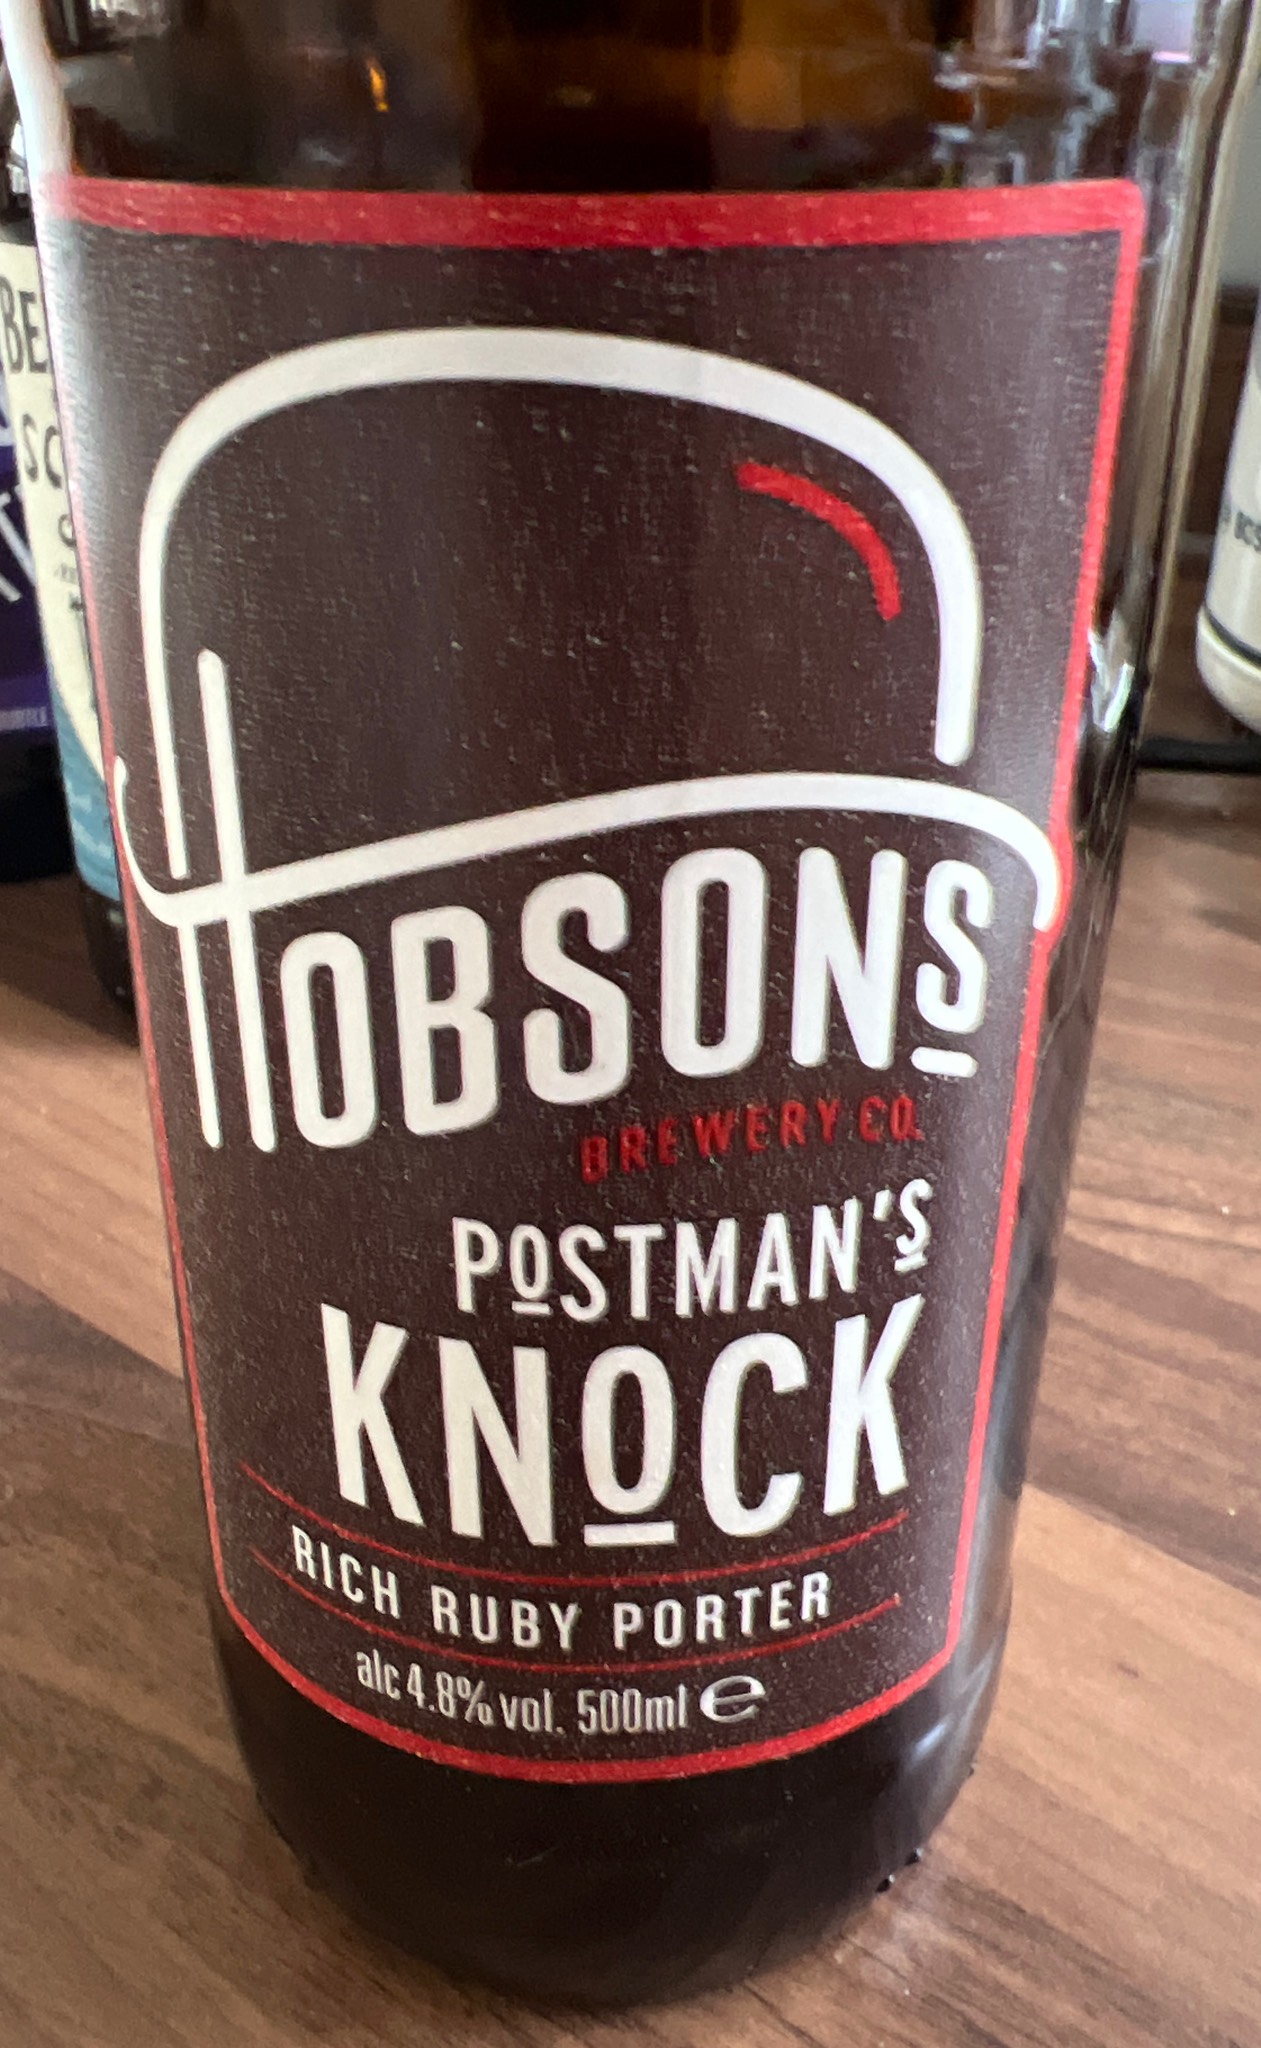 HOBSONS
BREWERY CO.
POSTMAN'S
KNOCK
RICH RUBY PORTER
alc 4.8% vol. 500ml e